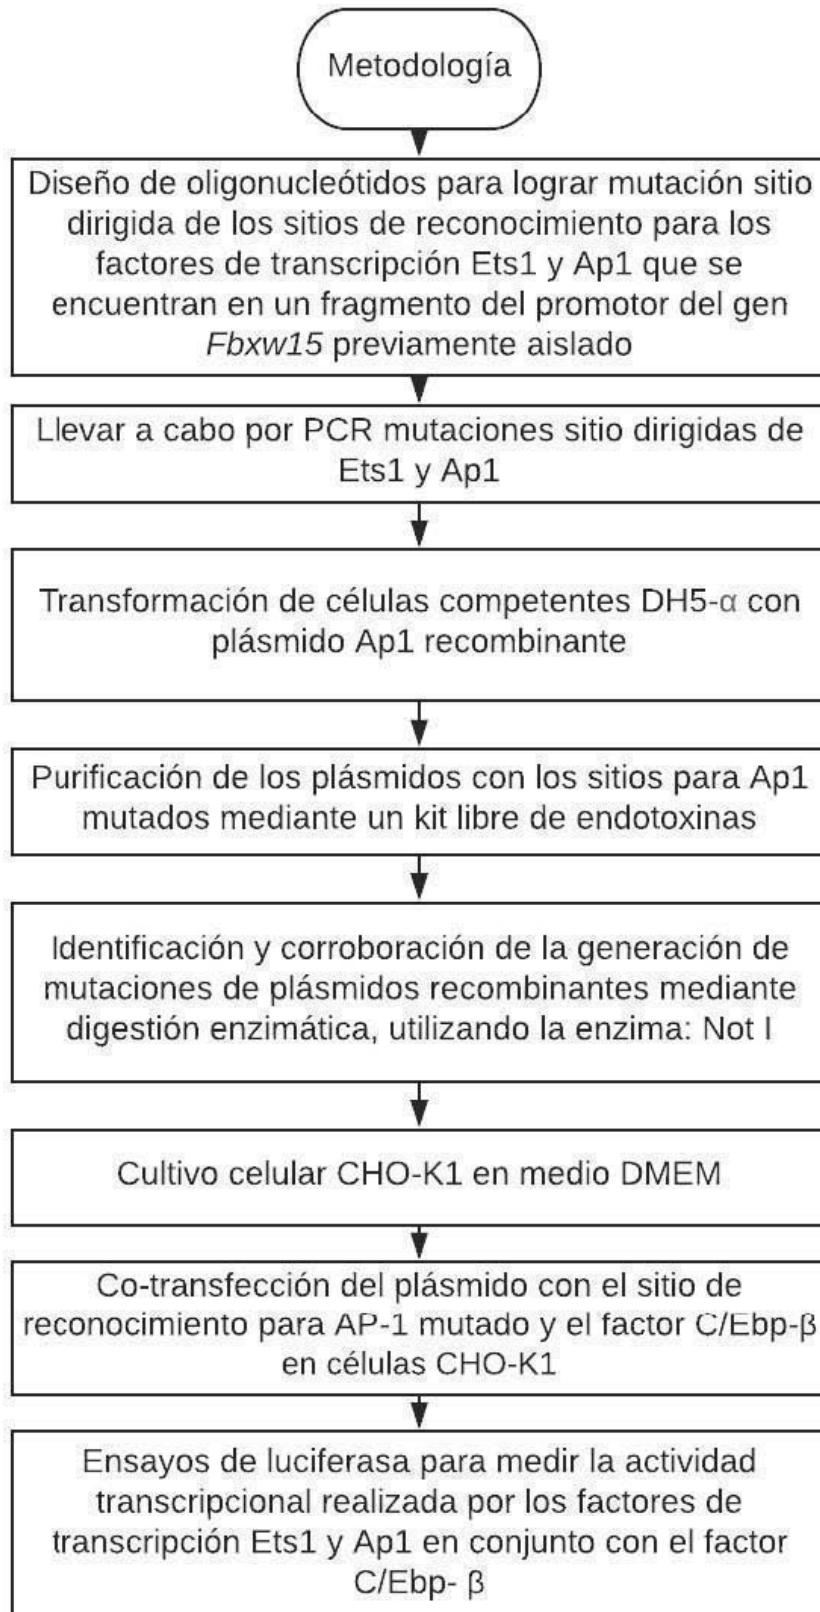 Metodología
Diseño de oligonucleótidos para lograr mutación sitio
dirigida de los sitios de reconocimiento para los
factores de transcripción Ets1 y Ap1 que se
encuentran en un fragmento del promotor del gen
Fbxw15 previamente aislado
Llevar a cabo por PCR mutaciones sitio dirigidas de
Ets1 y Ap1
Transformación de células competentes DH5-α con
plásmido Ap1 recombinante
Purificación de los plásmidos con los sitios para Ap1
mutados mediante un kit libre de endotoxinas
Identificación y corroboración de la generación de
mutaciones de plásmidos recombinantes mediante
digestión enzimática, utilizando la enzima: Not I
Cultivo celular CHO-K1 en medio DMEM
Co-transfección del plásmido con el sitio de
reconocimiento para AP-1 mutado y el factor C/Ebp-β
en células CHO-K1
Ensayos de luciferasa para medir la actividad
transcripcional realizada por los factores de
transcripción Ets1 y Ap1 en conjunto con el factor
C/Ebp- β